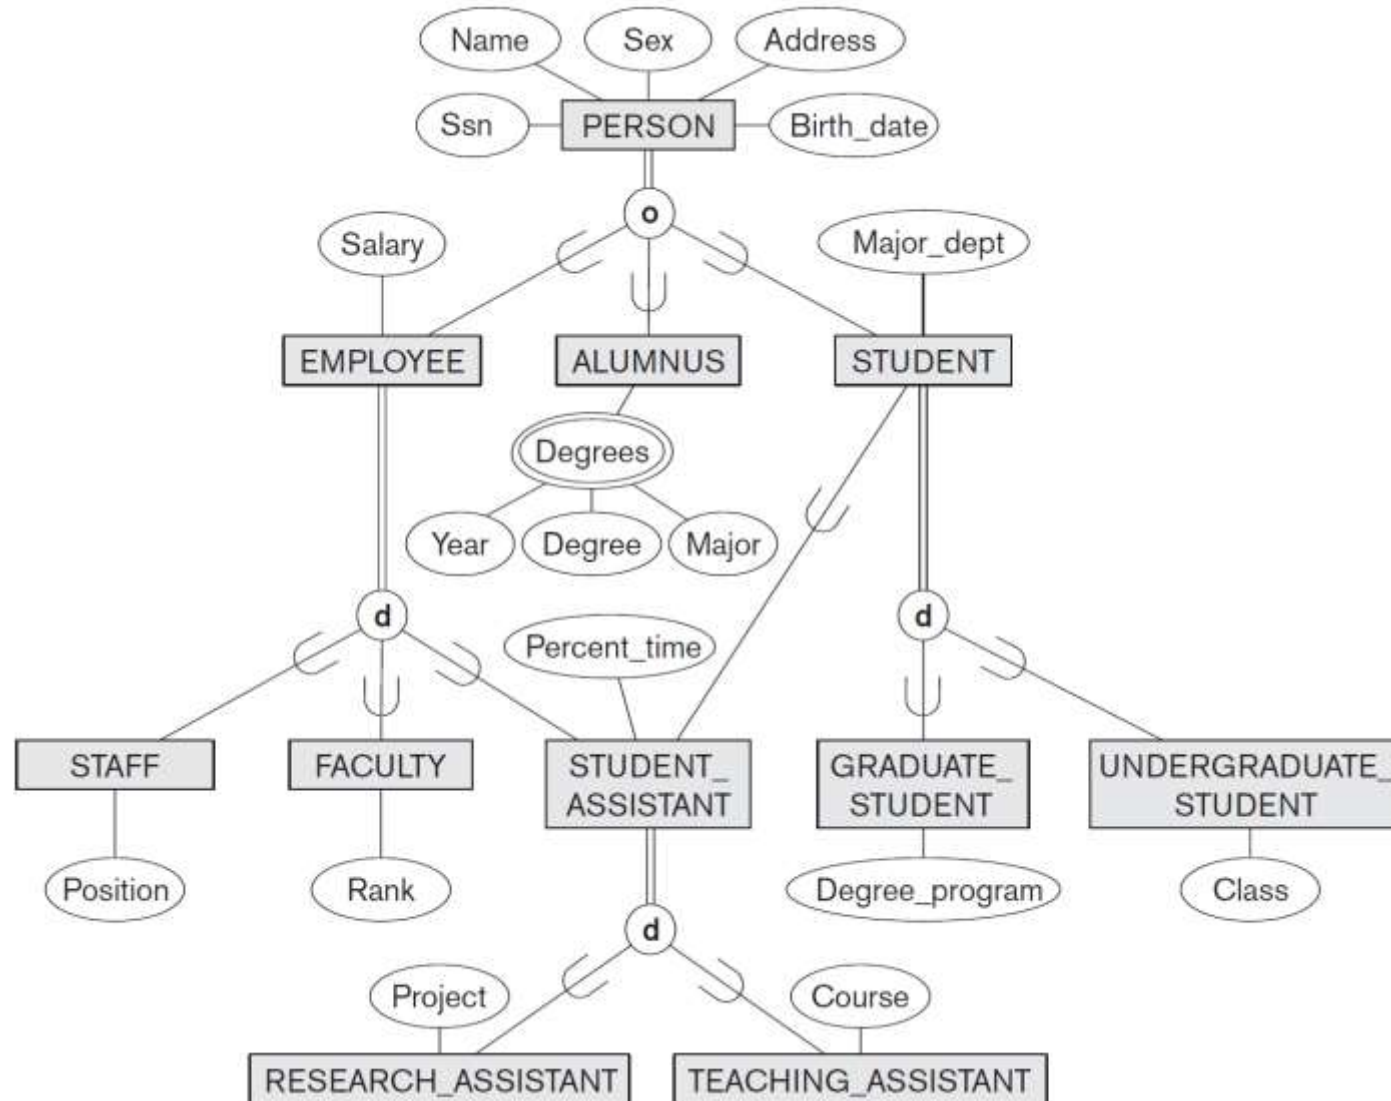 Name
Sex
Address
Ssn
PERSON
Birth_date
o
Salary
Major_dept
EMPLOYEE
ALUMNUS
STUDENT
Degrees
Year
Degree
Major
d
d
Percent_time
STAFF
FACULTY
STUDENT_
ASSISTANT
GRADUATE_
STUDENT
UNDERGRADUATE_
STUDENT
Position
Rank
Degree_program
Class
d
Project
Course
RESEARCH_ASSISTANT
TEACHING_ASSISTANT